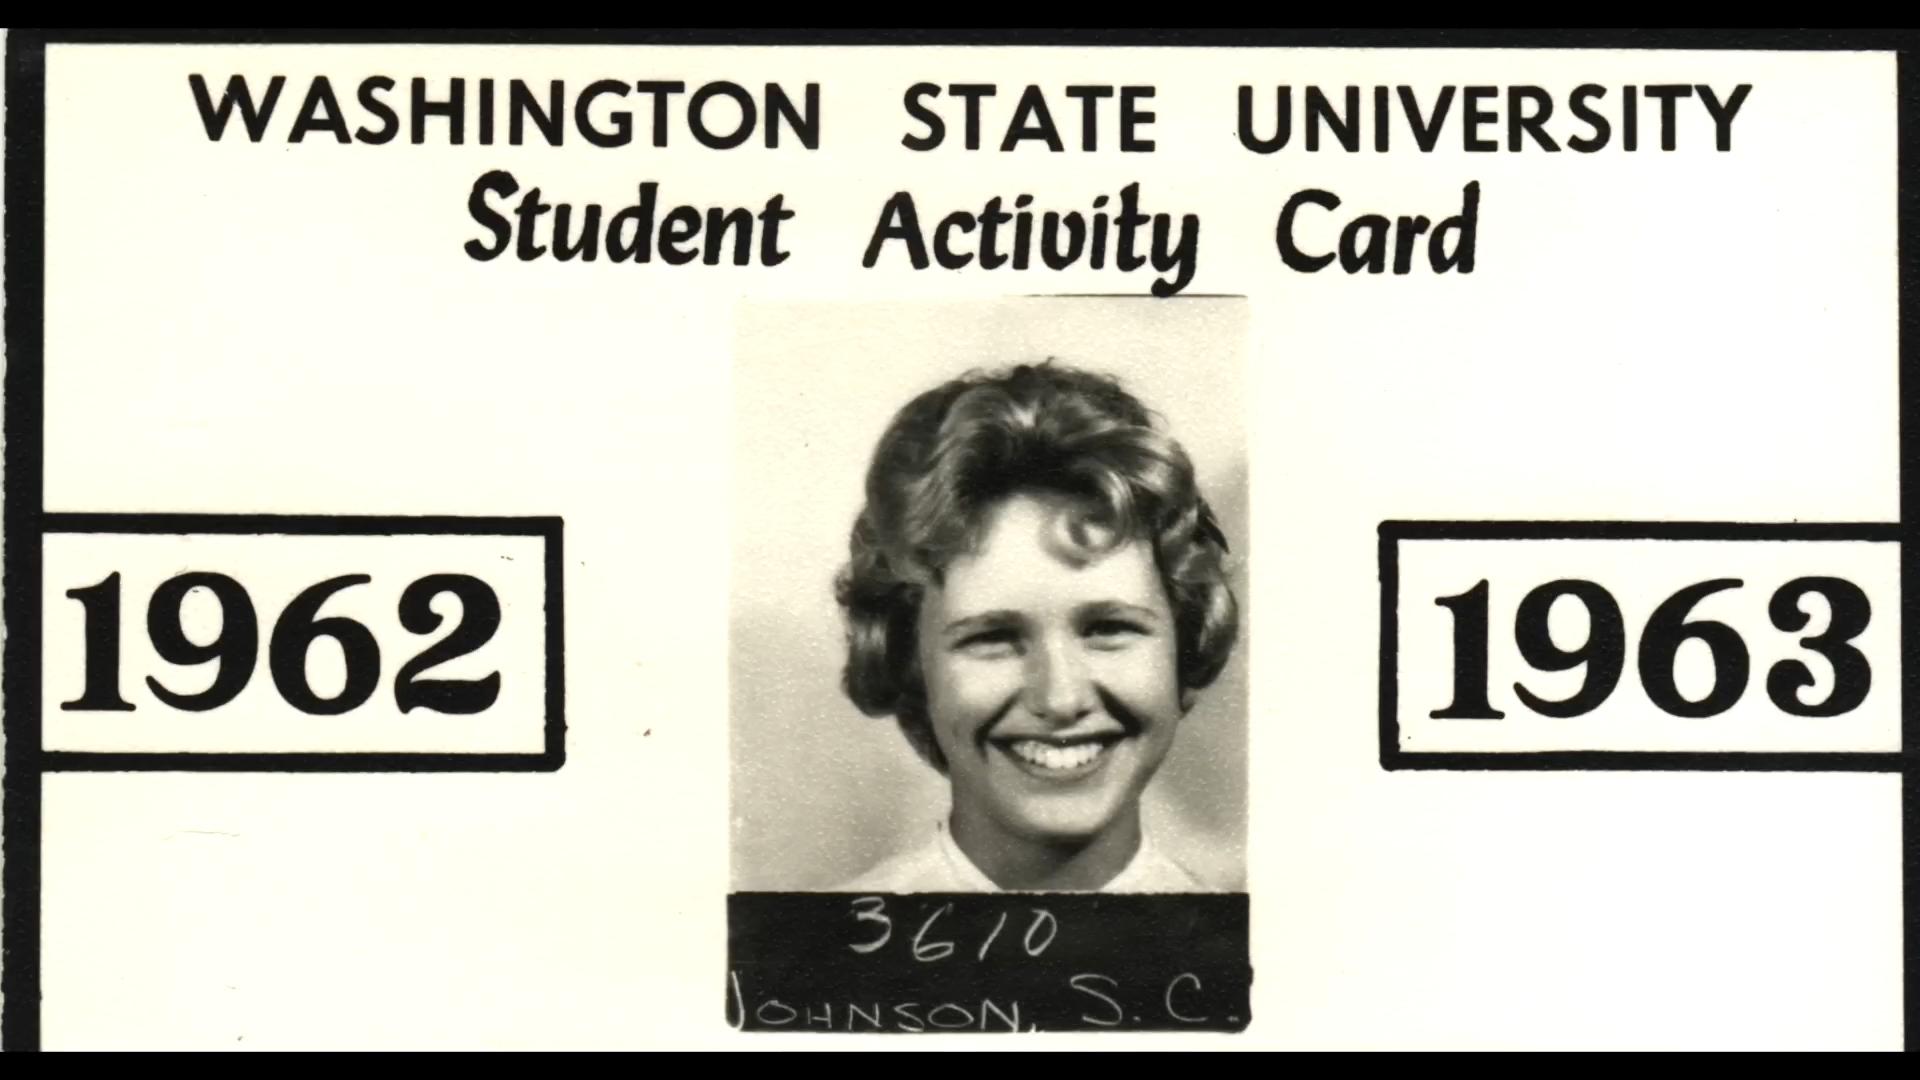 WASHINGTON STATE UNIVERSITY
Student Activity Card
1962 1963
3610
JOHNSON, S. C.